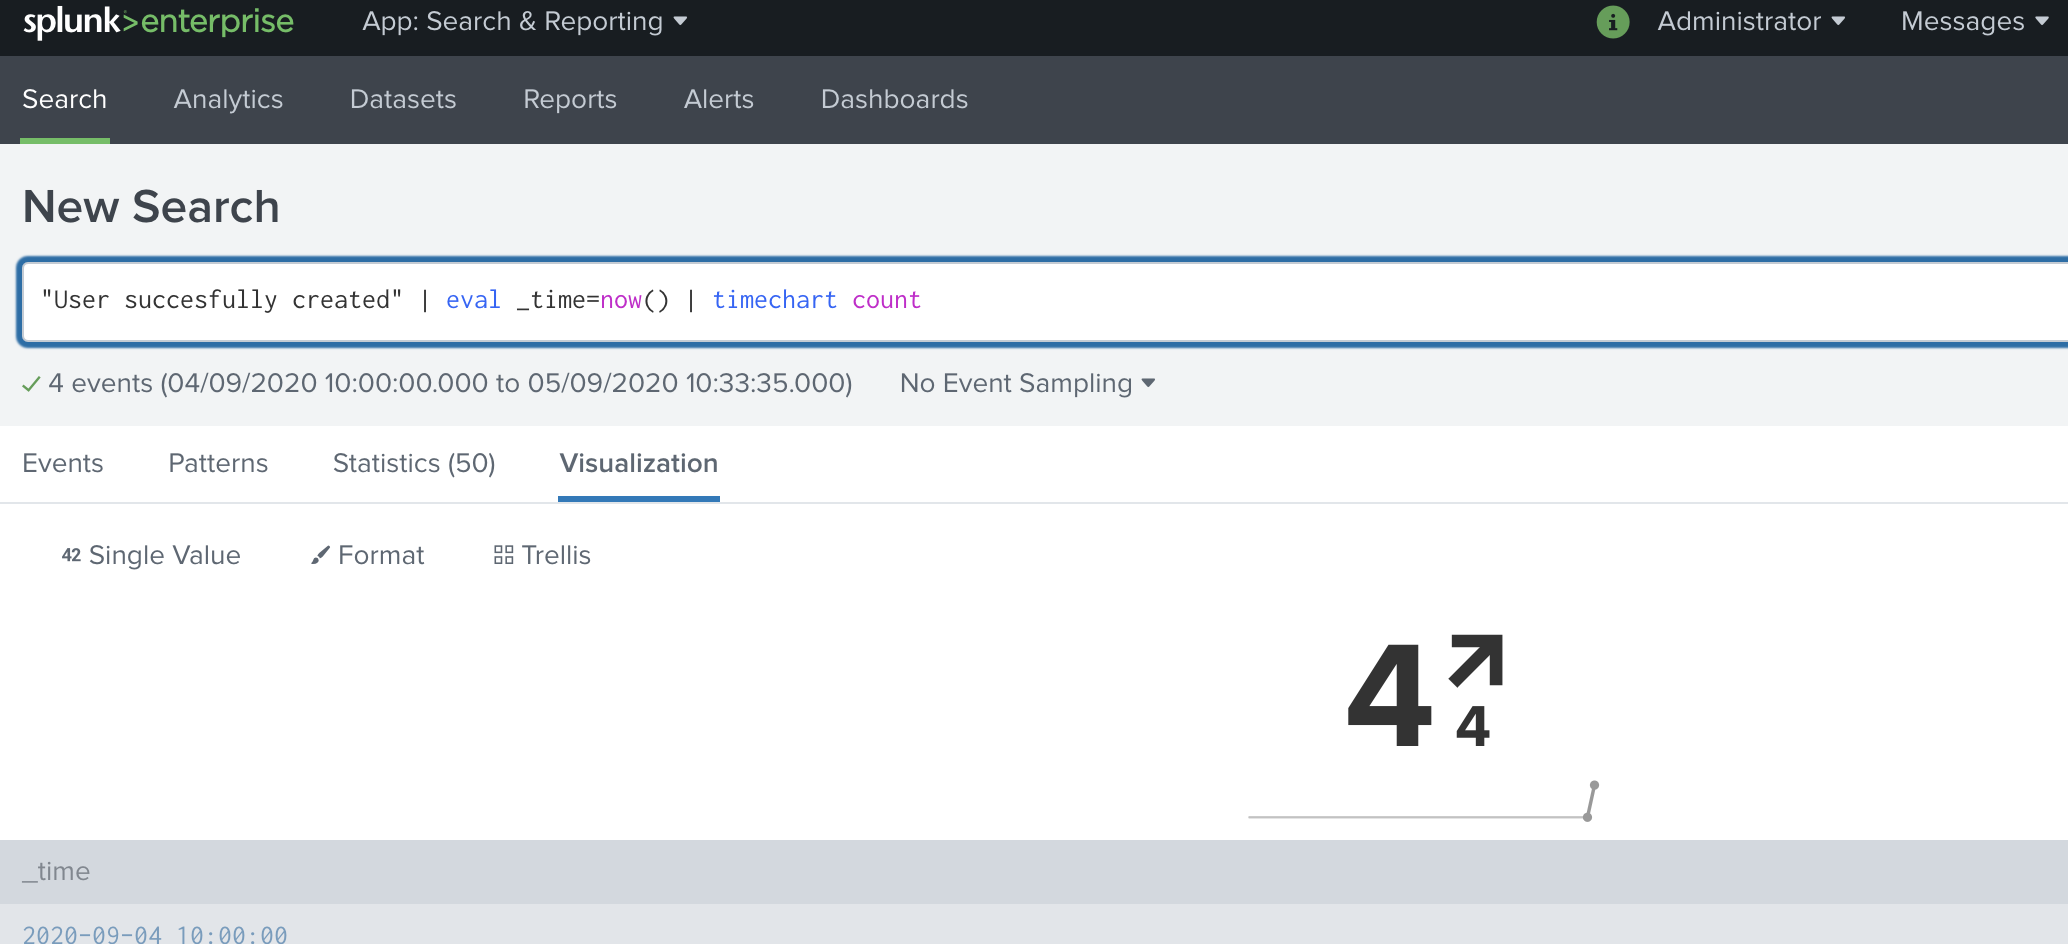 splunk>enterprise App: Search & Reporting i Administrator Messages
Search Analytics Datasets Reports Alerts Dashboards
New Search
"User succesfully created" | eval _time=now() | timechart count
4 events (04/09/2020 10:00:00.000 to 05/09/2020 10:33:35.000) No Event Sampling
Events Patterns Statistics (50) Visualization
42 Single Value Format Trellis
4
4
_time
2020-09-04 10:00:00